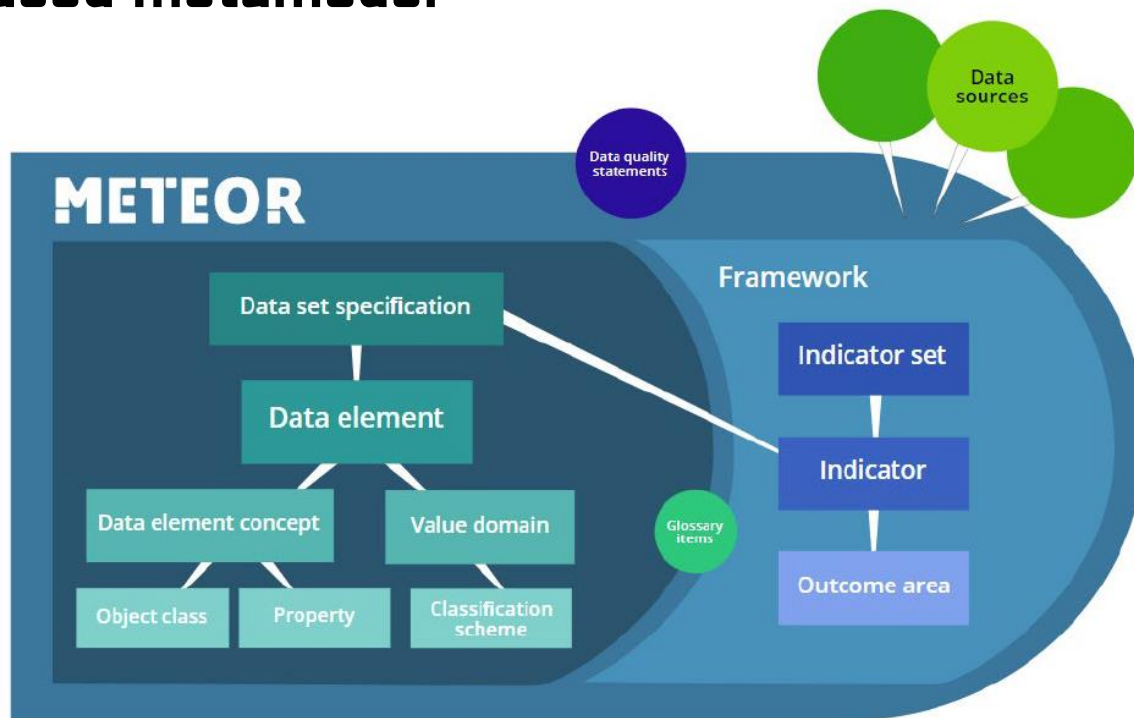 metamodel
Data
sources
Data quality
statements
METEOR
Framework
Data set specification
Indicator set
Data element
Indicator
Data element concept
Value domain
Glossary
items
Outcome area
Object class
Property
Classification
scheme